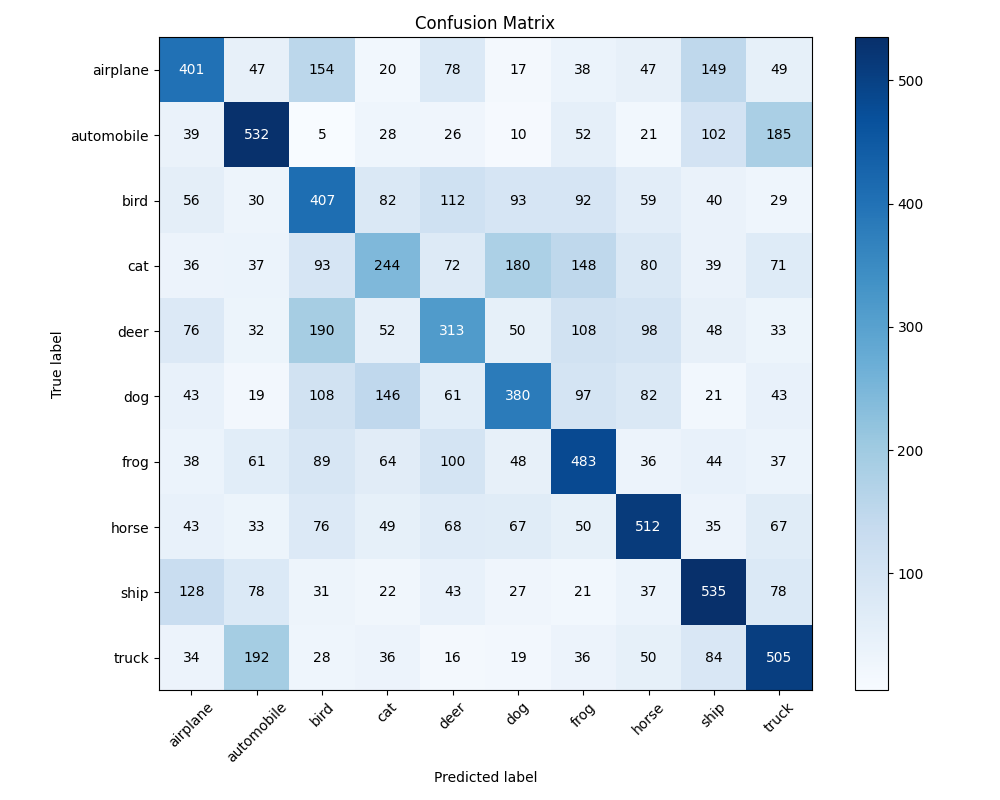 Confusion Matrix
airplane 401 47 154 20 78 17 38 47 149 49
automobile 39 532 5 28 26 10 52 21 102 185
bird 56 30 407 82 112 93 92 59 40 29
cat 36 37 93 244 72 180 148 80 39 71
deer 76 32 190 52 313 50 108 98 48 33
dog 43 19 108 146 61 380 97 82 21 43
frog 38 61 89 64 100 48 483 36 44 37
horse 43 33 76 49 68 67 50 512 35 67
ship 128 78 31 22 43 27 21 37 535 78
truck 34 192 28 36 16 19 36 50 84 505
airplane automobile bird cat deer dog frog horse ship truck
True label
Predicted label
500
400
300
200
100